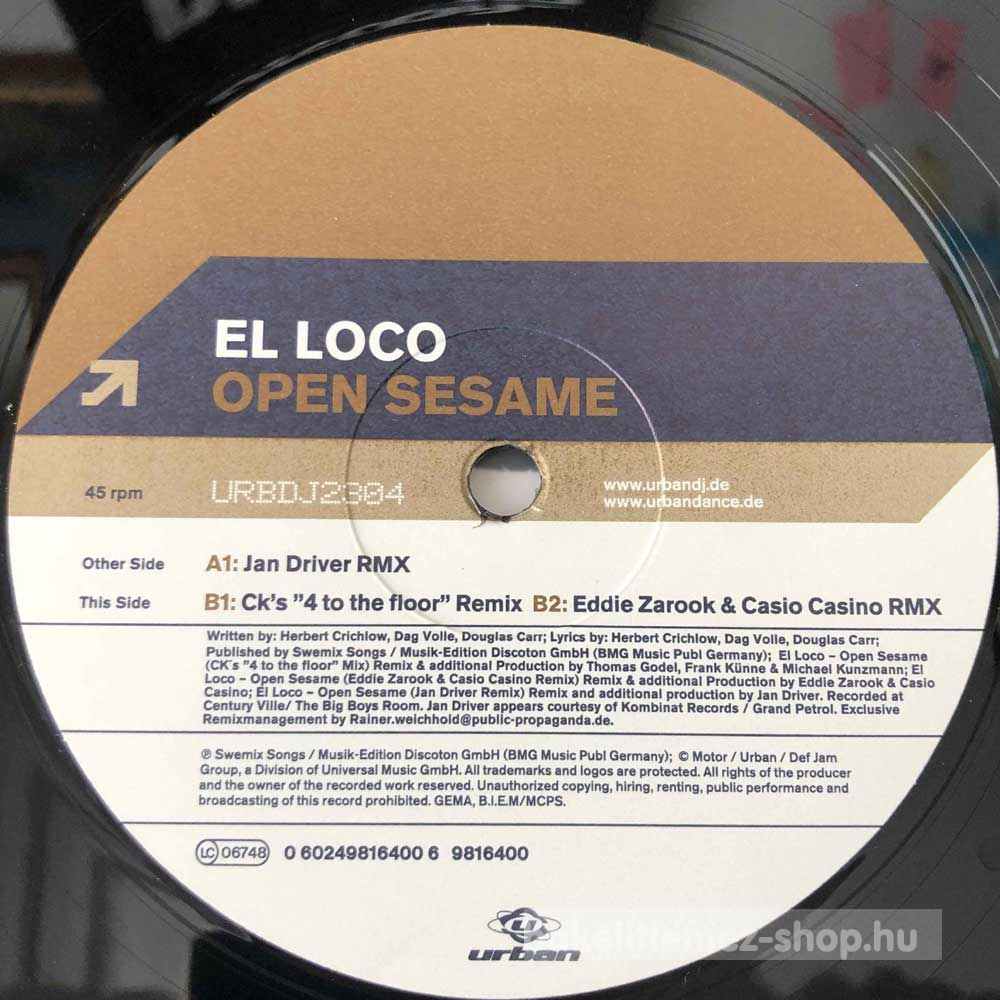 EL LOCO
OPEN SESAME
45 rpm URBDJ2304 www.urbandj.de
www.urbandance.de
Other Side A1: Jan Driver RMX
This Side B1: Ck's "4 to the floor" Remix B2: Eddie Zarook & Casio Casino RMX
Written by: Herbert Crichlow, Dag Volle, Douglas Carr; Lyrics by: Herbert Crichlow, Dag Volle, Douglas Carr;
Published by Swemix Songs / Musik-Edition Discoton GmbH (BMG Music Publ Germany); El Loco – Open Sesame
(CK´s "4 to the floor" Mix) Remix & additional Production by Thomas Godel, Frank Künne & Michael Kunzmann; El
Loco – Open Sesame (Eddie Zarook & Casio Casino Remix) Remix & additional Production by Eddie Zarook & Casio
Casino; El Loco – Open Sesame (Jan Driver Remix) Remix and additional production by Jan Driver. Recorded at
Century Ville/ The Big Boys Room. Jan Driver appears courtesy of Kombinat Records / Grand Petrol. Exclusive
Remixmanagement by Rainer.weichhold@public-propaganda.de.
℗ Swemix Songs / Musik-Edition Discoton GmbH (BMG Music Publ Germany); © Motor / Urban / Def Jam
Group, a Division of Universal Music GmbH. All trademarks and logos are protected. All rights of the producer
and the owner of the recorded work reserved. Unauthorized copying, hiring, renting, public performance and
broadcasting of this record prohibited. GEMA, B.I.E.M/MCPS.
LC 06748 0 60249816400 6 9816400
urban